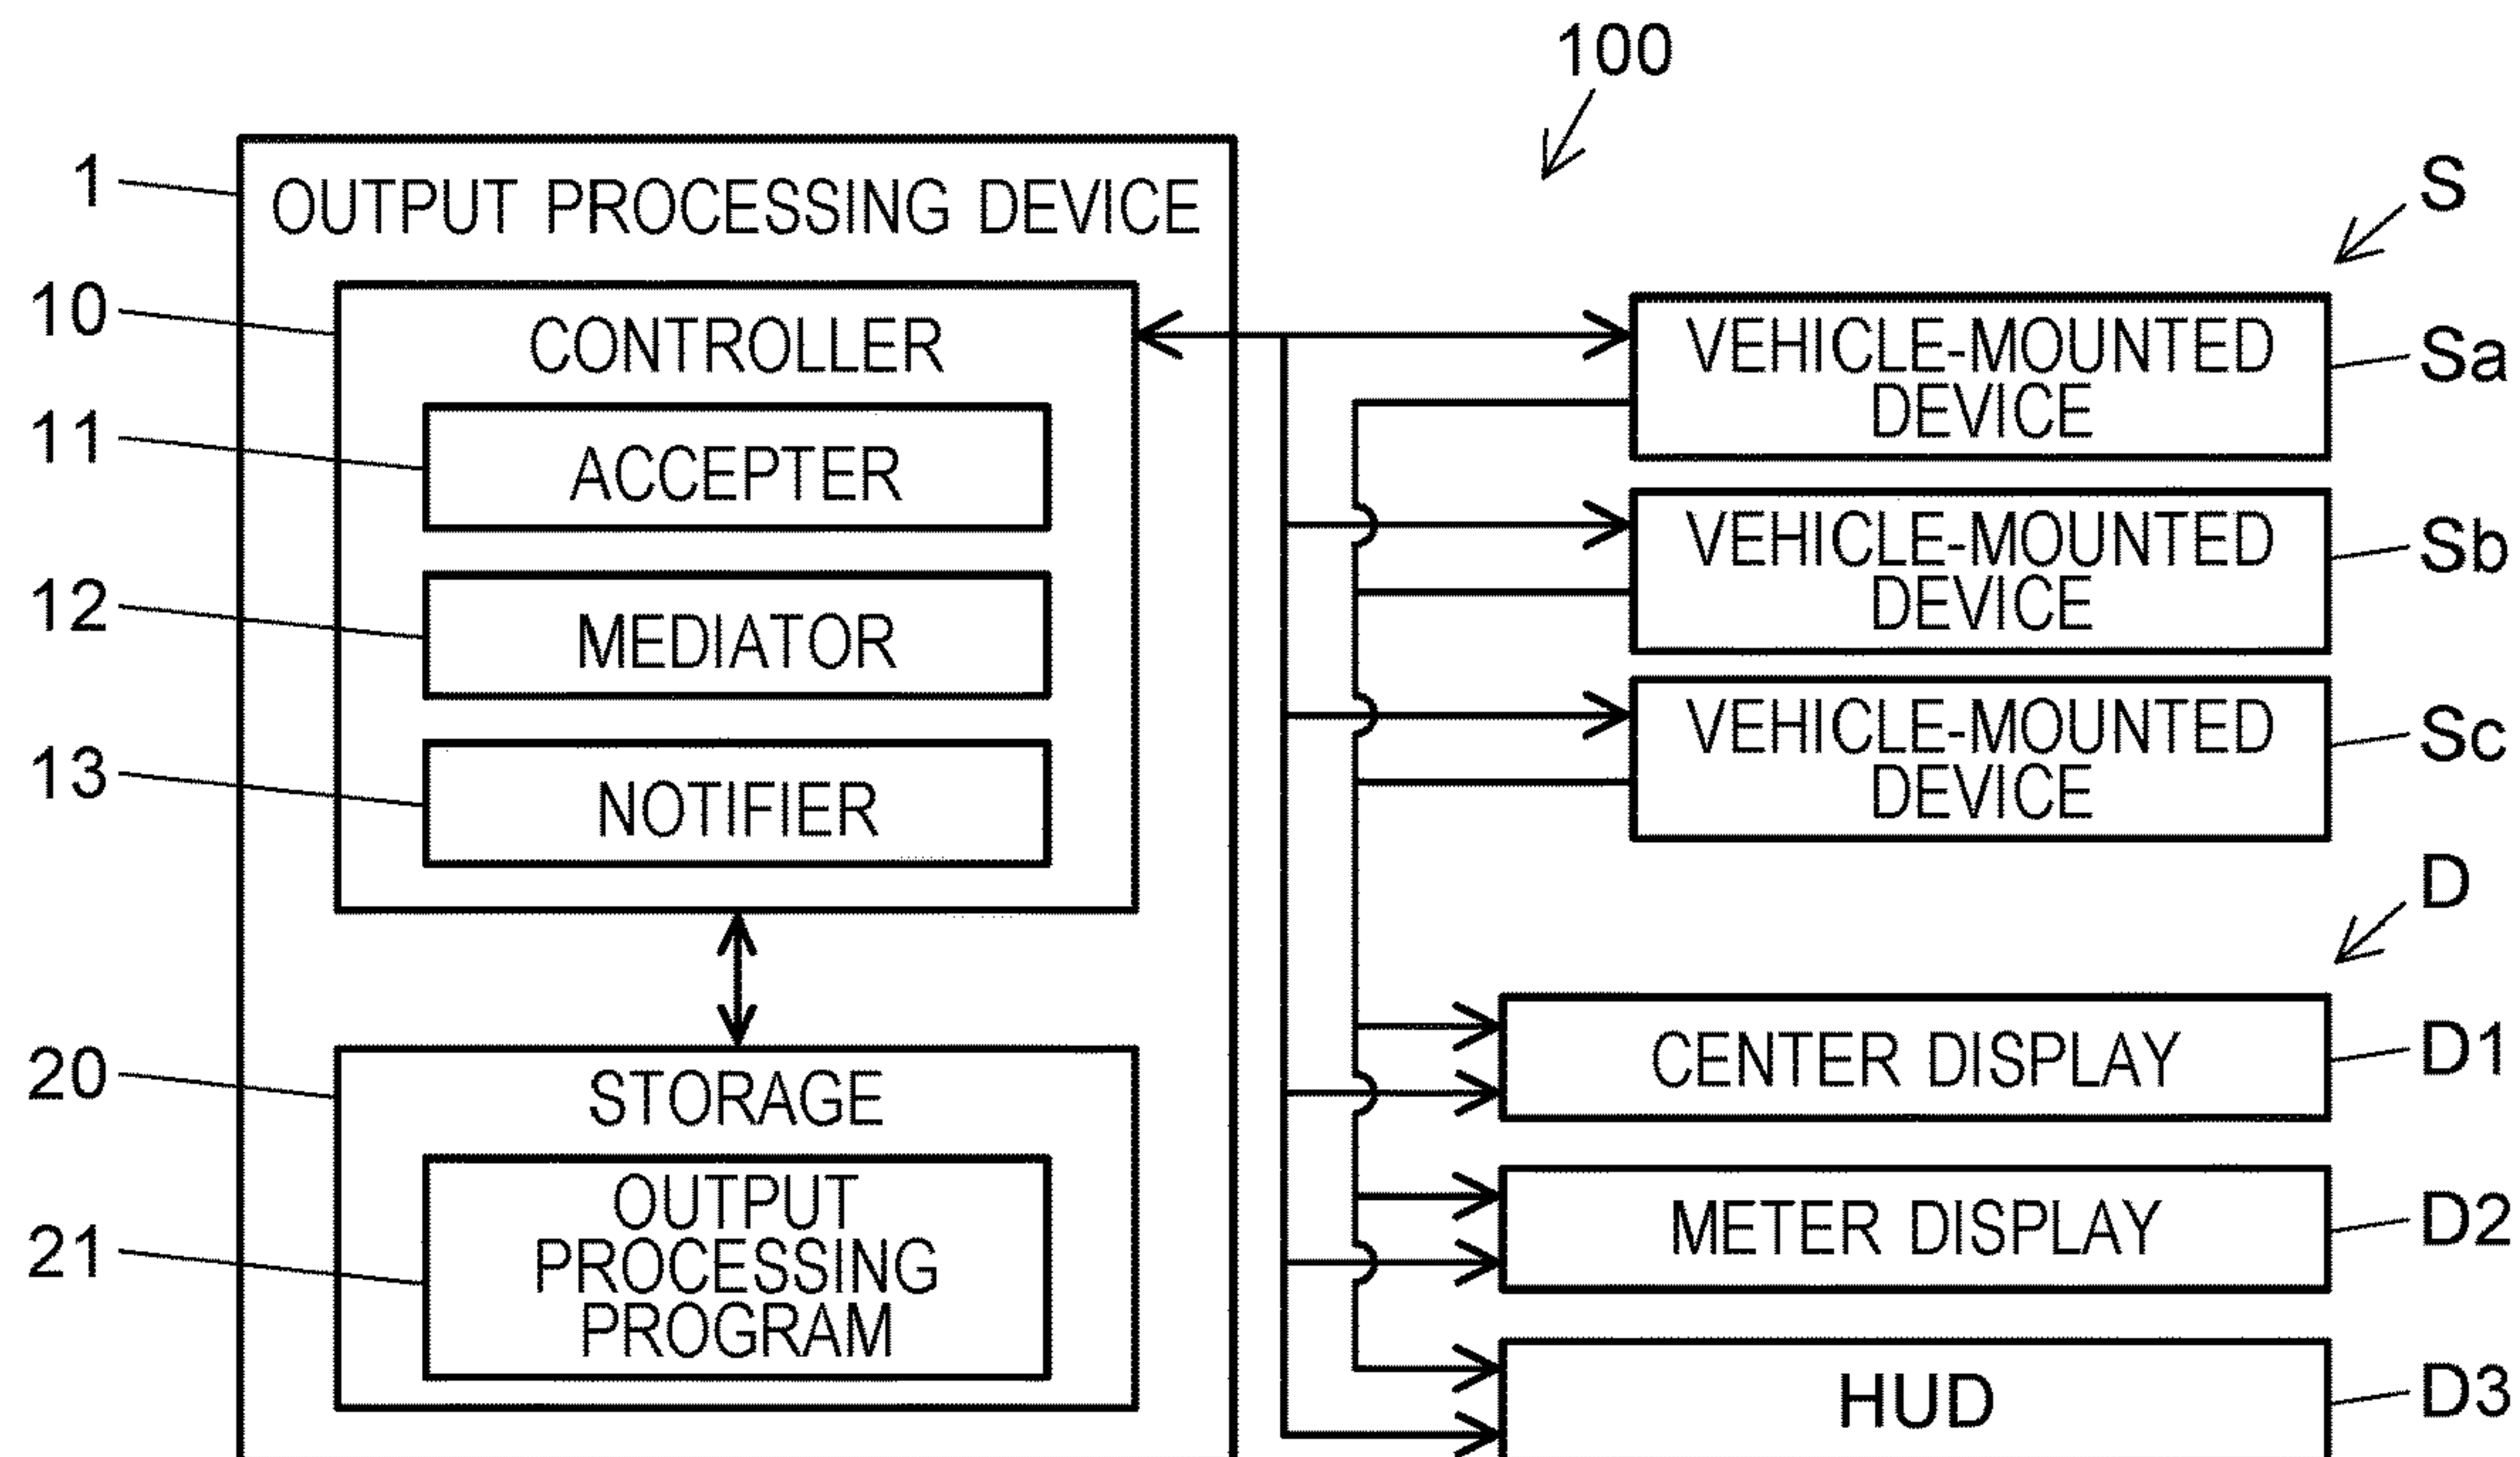 100
1
OUTPUT PROCESSING DEVICE
10
CONTROLLER
11
ACCEPTER
12
MEDIATOR
13
NOTIFIER
20
STORAGE
21
OUTPUT
PROCESSING
PROGRAM
S
VEHICLE-MOUNTED
DEVICE
Sa
VEHICLE-MOUNTED
DEVICE
Sb
VEHICLE-MOUNTED
DEVICE
Sc
D
CENTER DISPLAY
D1
METER DISPLAY
D2
HUD
D3